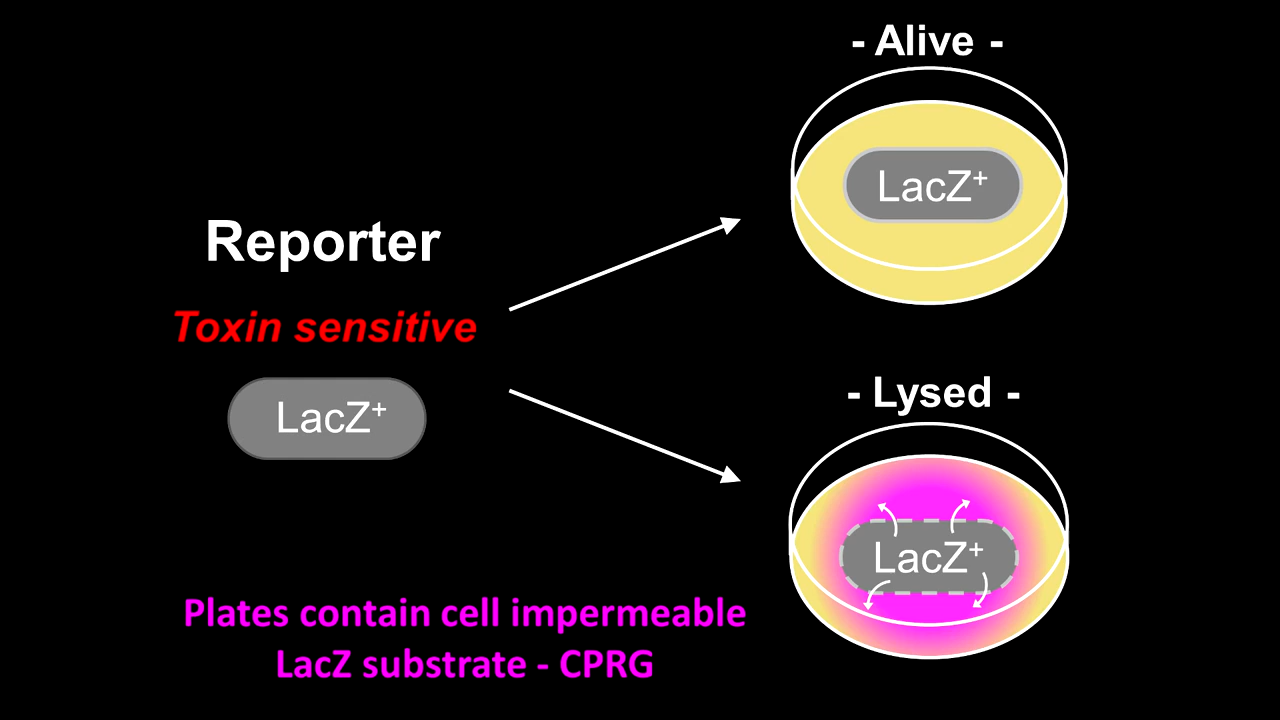 Reporter
Toxin sensitive
LacZ⁺
- Alive -
LacZ⁺
- Lysed -
LacZ⁺
Plates contain cell impermeable
LacZ substrate - CPRG